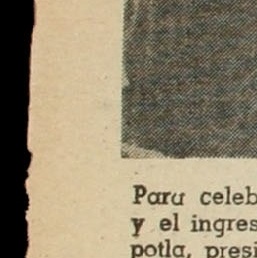 Para celeb
y el ingres
potla, presi